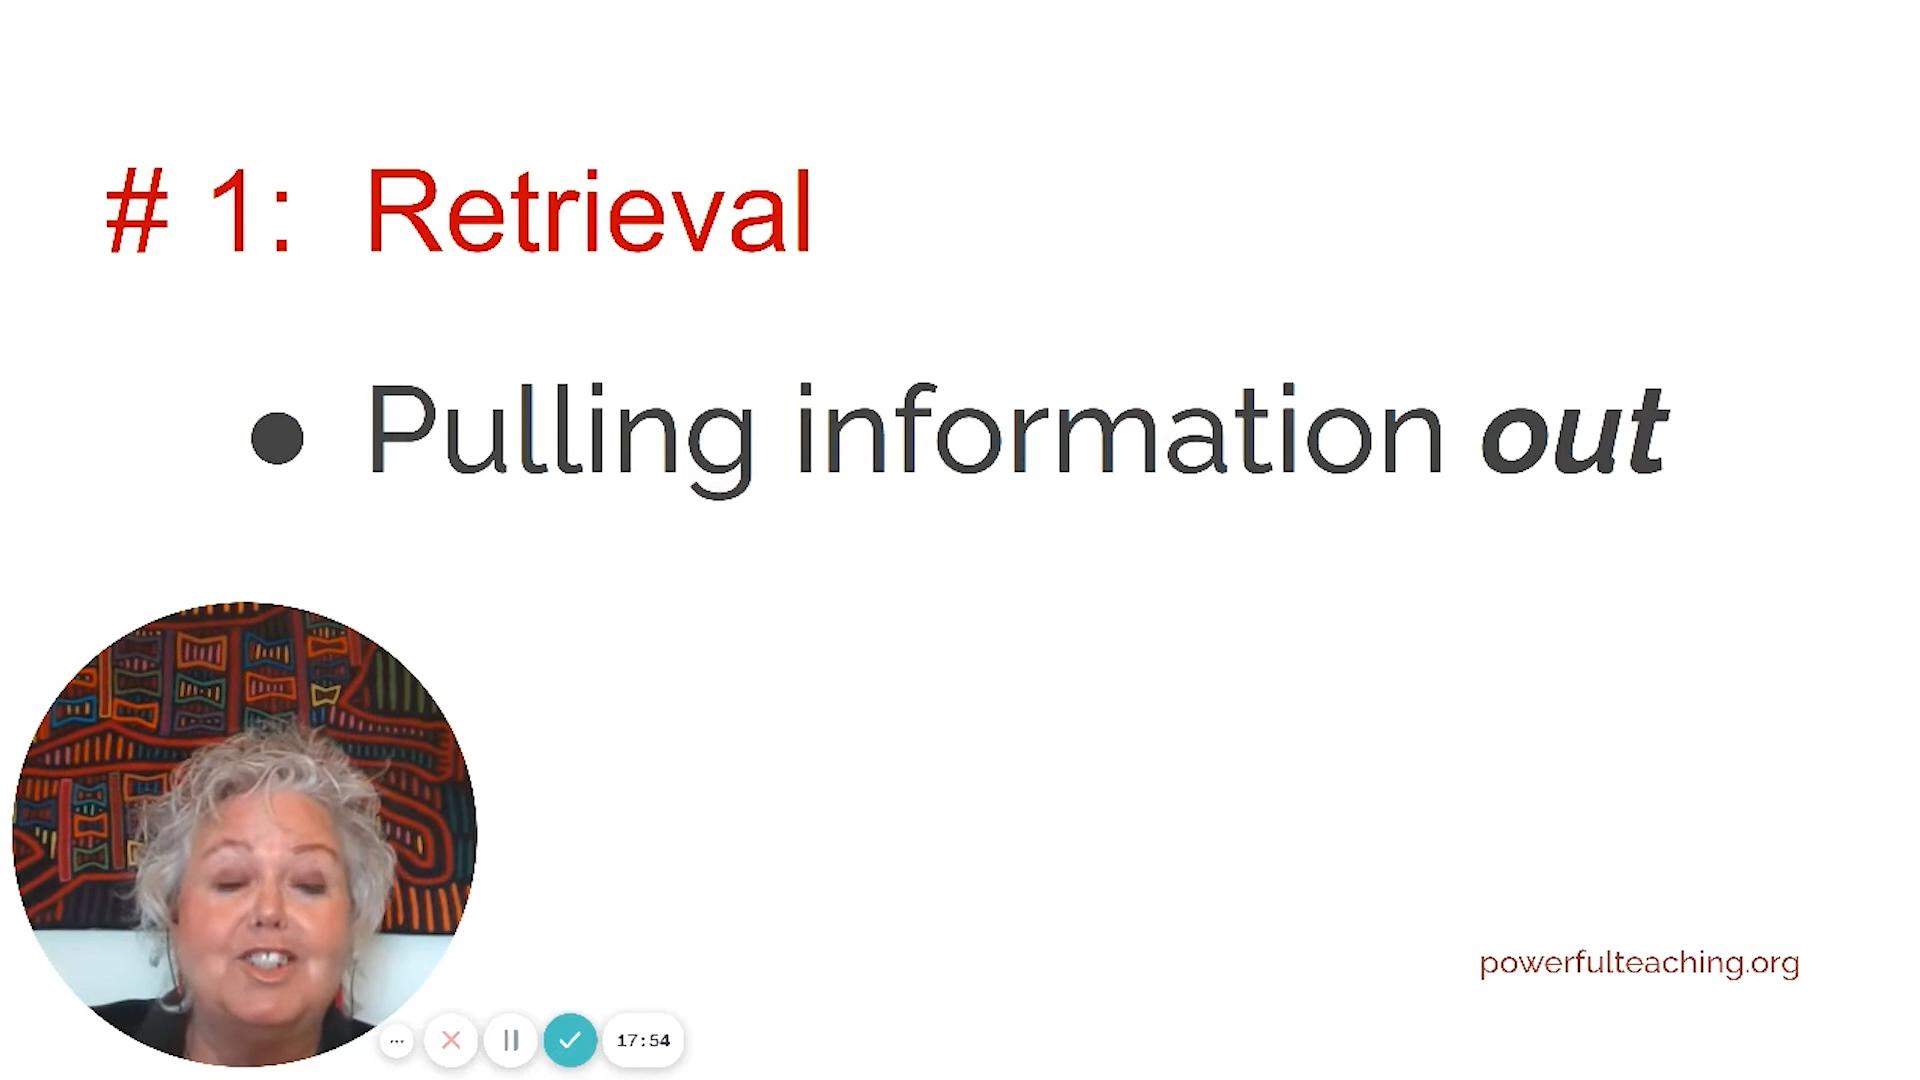 # 1: Retrieval
● Pulling information out
powerfulteaching.org
17:54